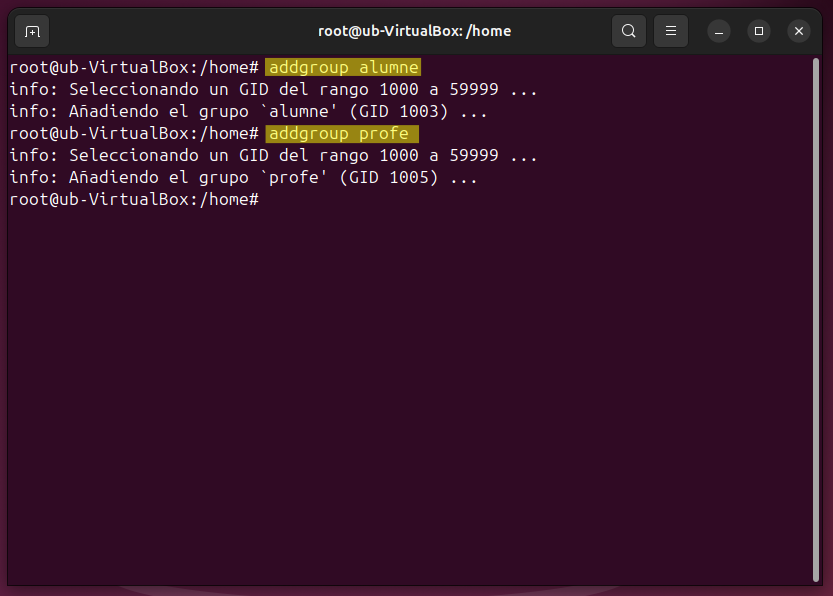 root@ub-VirtualBox: /home
root@ub-VirtualBox:/home# addgroup alumne
info: Seleccionando un GID del rango 1000 a 59999 ...
info: Añadiendo el grupo `alumne' (GID 1003) ...
root@ub-VirtualBox:/home# addgroup profe
info: Seleccionando un GID del rango 1000 a 59999 ...
info: Añadiendo el grupo `profe' (GID 1005) ...
root@ub-VirtualBox:/home#